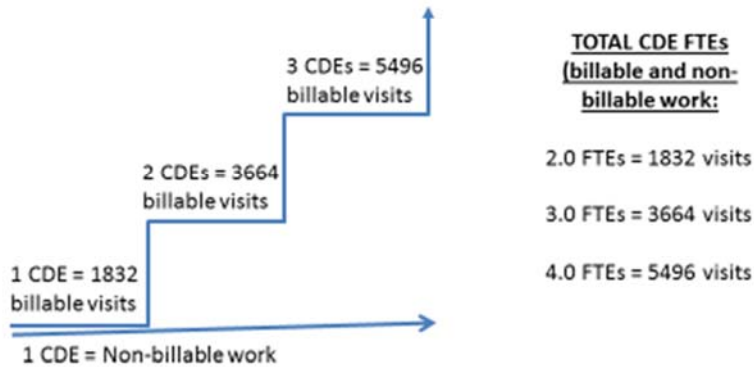 3 CDEs = 5496
billable visits
2 CDEs = 3664
billable visits
1 CDE = 1832
billable visits
1 CDE = Non-billable work
TOTAL CDE FTEs
(billable and non-
billable work:
2.0 FTEs = 1832 visits
3.0 FTEs = 3664 visits
4.0 FTEs = 5496 visits